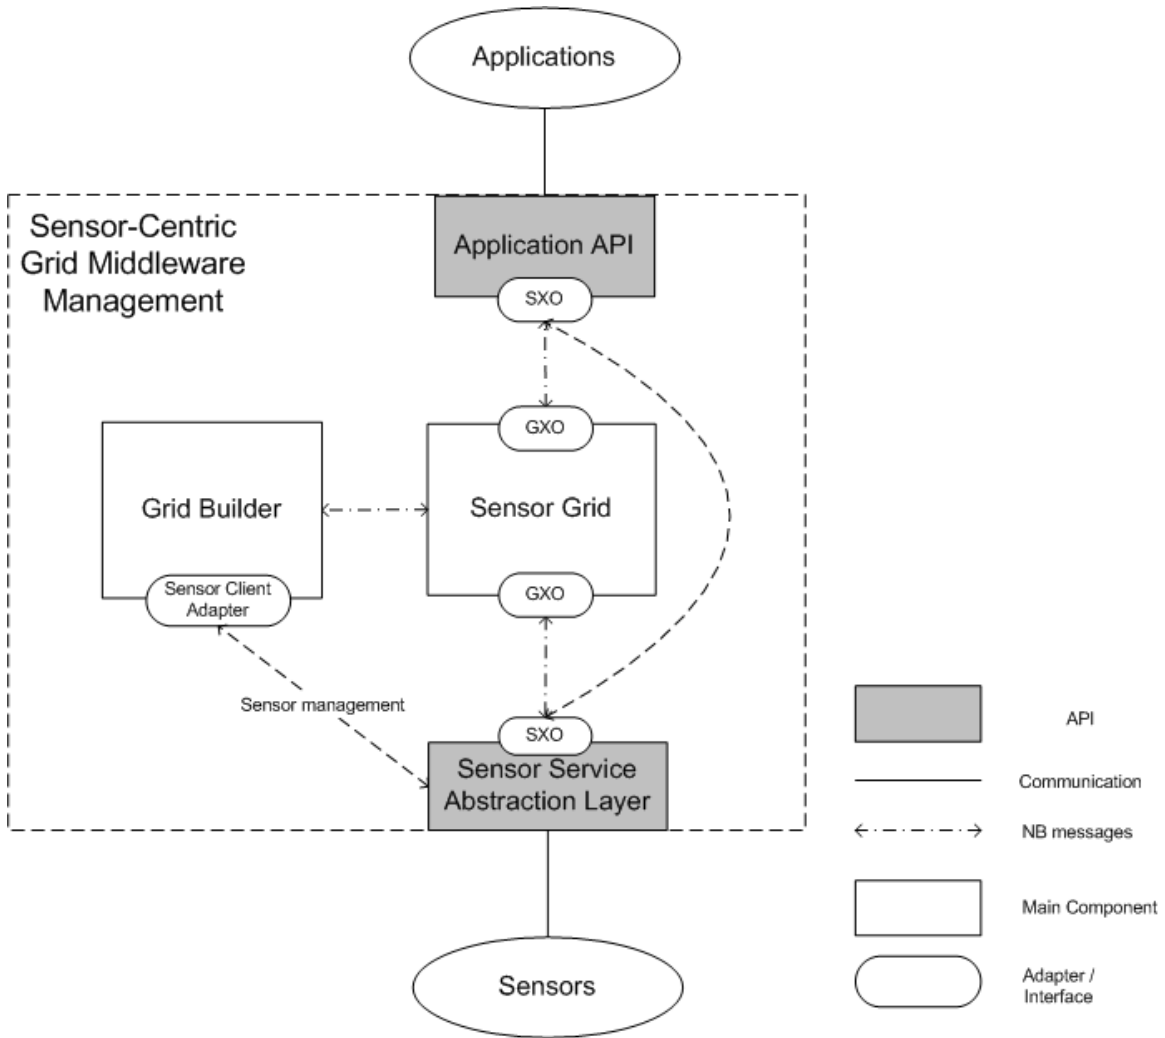 Applications
Sensor-Centric
Grid Middleware
Management
Application API
SXO
GXO
Grid Builder
Sensor Grid
Sensor Client
Adapter
GXO
Sensor management
SXO
Sensor Service
Abstraction Layer
Sensors
API
Communication
NB messages
Main Component
Adapter /
Interface